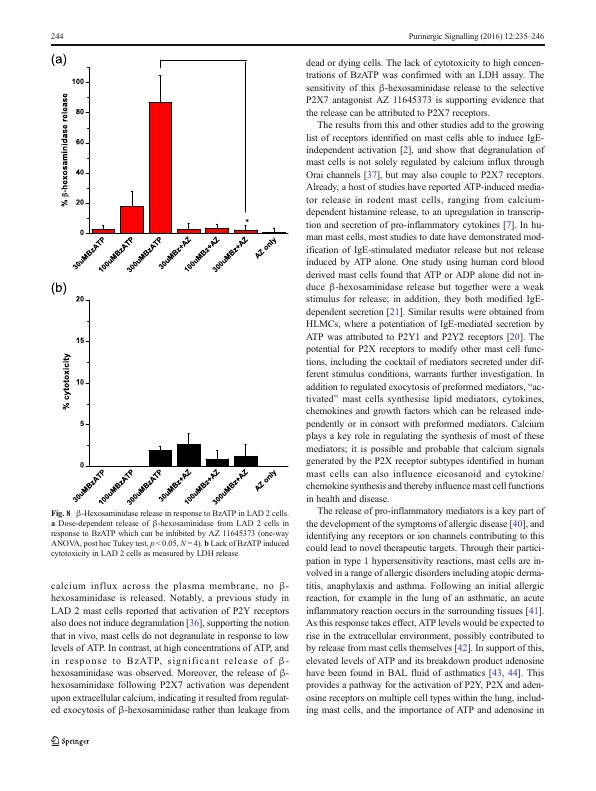 244
Purinergic Signalling (2016) 12:235–246
(a)
% β-hexosaminidase release
100
80
60
40
20
0
*
30uMBzATP
100uMBzATP
300uMBzATP
30uMBz+AZ
100uMBz+AZ
300uMBz+AZ
AZ only
(b)
% cytotoxicity
20
15
10
5
0
30uMBzATP
100uMBzATP
300uMBzATP
30uMBz+AZ
100uMBz+AZ
300uMBz+AZ
AZ only
Fig. 8 β-Hexosaminidase release in response to BzATP in LAD 2 cells.
a Dose-dependent release of β-hexosaminidase from LAD 2 cells in
response to BzATP which can be inhibited by AZ 11645373 (one-way
ANOVA, post hoc Tukey test, p < 0.05, N = 4). b Lack of BzATP induced
cytotoxicity in LAD 2 cells as measured by LDH release
calcium influx across the plasma membrane, no β-
hexosaminidase is released. Notably, a previous study in
LAD 2 mast cells reported that activation of P2Y receptors
also does not induce degranulation [36], supporting the notion
that in vivo, mast cells do not degranulate in response to low
levels of ATP. In contrast, at high concentrations of ATP, and
in response to BzATP, significant release of β-
hexosaminidase was observed. Moreover, the release of β-
hexosaminidase following P2X7 activation was dependent
upon extracellular calcium, indicating it resulted from regulat-
ed exocytosis of β-hexosaminidase rather than leakage from
dead or dying cells. The lack of cytotoxicity to high concen-
trations of BzATP was confirmed with an LDH assay. The
sensitivity of this β-hexosaminidase release to the selective
P2X7 antagonist AZ 11645373 is supporting evidence that
the release can be attributed to P2X7 receptors.
The results from this and other studies add to the growing
list of receptors identified on mast cells able to induce IgE-
independent activation [2], and show that degranulation of
mast cells is not solely regulated by calcium influx through
Orai channels [37], but may also couple to P2X7 receptors.
Already, a host of studies have reported ATP-induced media-
tor release in rodent mast cells, ranging from calcium-
dependent histamine release, to an upregulation in transcrip-
tion and secretion of pro-inflammatory cytokines [7]. In hu-
man mast cells, most studies to date have demonstrated mod-
ification of IgE-stimulated mediator release but not release
induced by ATP alone. One study using human cord blood
derived mast cells found that ATP or ADP alone did not in-
duce β-hexosaminidase release but together were a weak
stimulus for release; in addition, they both modified IgE-
dependent secretion [21]. Similar results were obtained from
HLMCs, where a potentiation of IgE-mediated secretion by
ATP was attributed to P2Y1 and P2Y2 receptors [20]. The
potential for P2X receptors to modify other mast cell func-
tions, including the cocktail of mediators secreted under dif-
ferent stimulus conditions, warrants further investigation. In
addition to regulated exocytosis of preformed mediators, “ac-
tivated” mast cells synthesise lipid mediators, cytokines,
chemokines and growth factors which can be released inde-
pendently or in consort with preformed mediators. Calcium
plays a key role in regulating the synthesis of most of these
mediators; it is possible and probable that calcium signals
generated by the P2X receptor subtypes identified in human
mast cells can also influence eicosanoid and cytokine/
chemokine synthesis and thereby influence mast cell functions
in health and disease.
The release of pro-inflammatory mediators is a key part of
the development of the symptoms of allergic disease [40], and
identifying any receptors or ion channels contributing to this
could lead to novel therapeutic targets. Through their partici-
pation in type 1 hypersensitivity reactions, mast cells are in-
volved in a range of allergic disorders including atopic derma-
titis, anaphylaxis and asthma. Following an initial allergic
reaction, for example in the lung of an asthmatic, an acute
inflammatory reaction occurs in the surrounding tissues [41].
As this response takes effect, ATP levels would be expected to
rise in the extracellular environment, possibly contributed to
by release from mast cells themselves [42]. In support of this,
elevated levels of ATP and its breakdown product adenosine
have been found in BAL fluid of asthmatics [43, 44]. This
provides a pathway for the activation of P2Y, P2X and aden-
osine receptors on multiple cell types within the lung, includ-
ing mast cells, and the importance of ATP and adenosine in
Springer